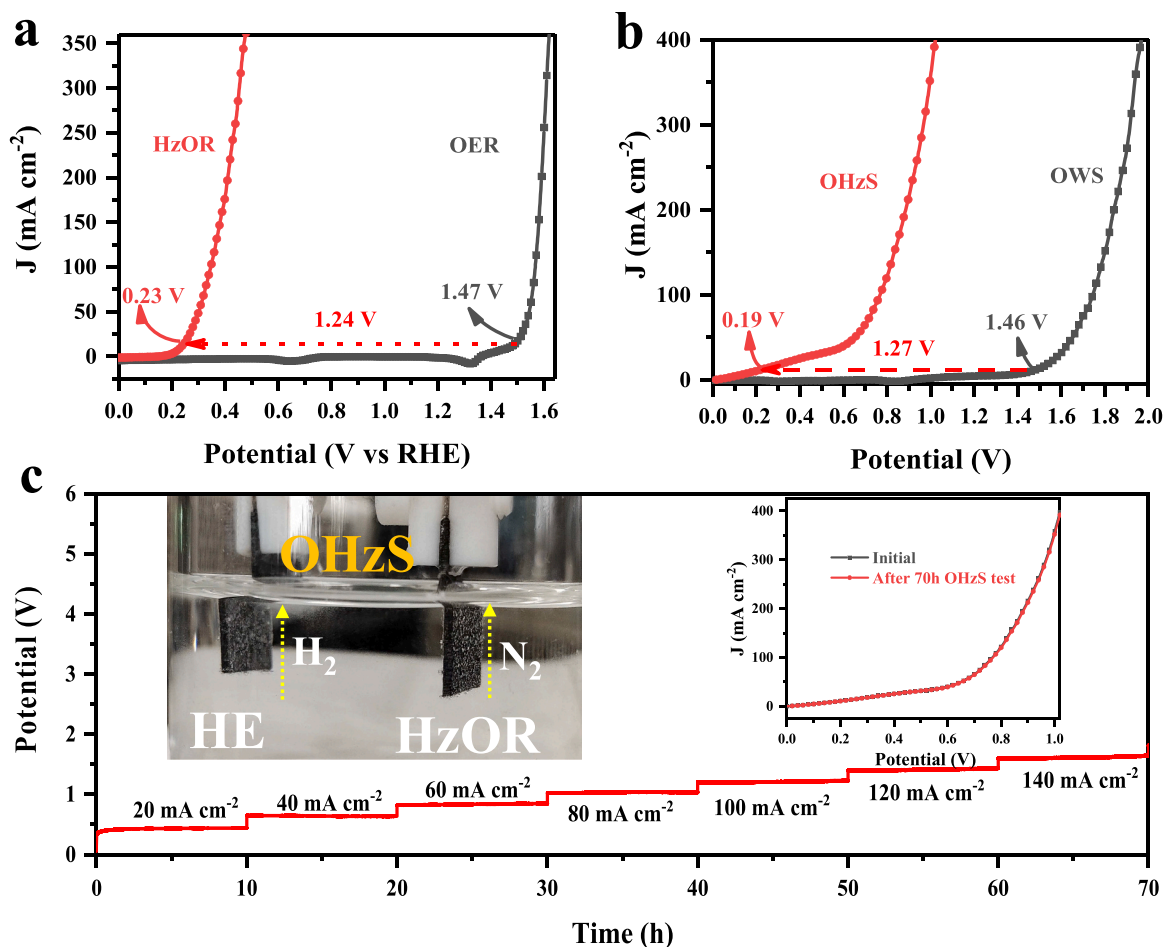 a
350
300
250
200
150
100
50
0
J (mA cm-2)
HzOR
OER
0.23 V
1.47 V
1.24 V
0.0 0.2 0.4 0.6 0.8 1.0 1.2 1.4 1.6
Potential (V vs RHE)
b
400
300
200
100
0
J (mA cm-2)
OHzS
OWS
0.19 V
1.46 V
1.27 V
0.0 0.2 0.4 0.6 0.8 1.0 1.2 1.4 1.6 1.8 2.0
Potential (V)
c
6
5
4
3
2
1
0
Potential (V)
OHzS
H2
N2
HE
HzOR
400
300
200
100
0
J (mA cm-2)
Initial
After 70h OHzS test
0.0 0.2 0.4 0.6 0.8 1.0
Potential (V)
20 mA cm-2
40 mA cm-2
60 mA cm-2
80 mA cm-2
100 mA cm-2
120 mA cm-2
140 mA cm-2
0 10 20 30 40 50 60 70
Time (h)